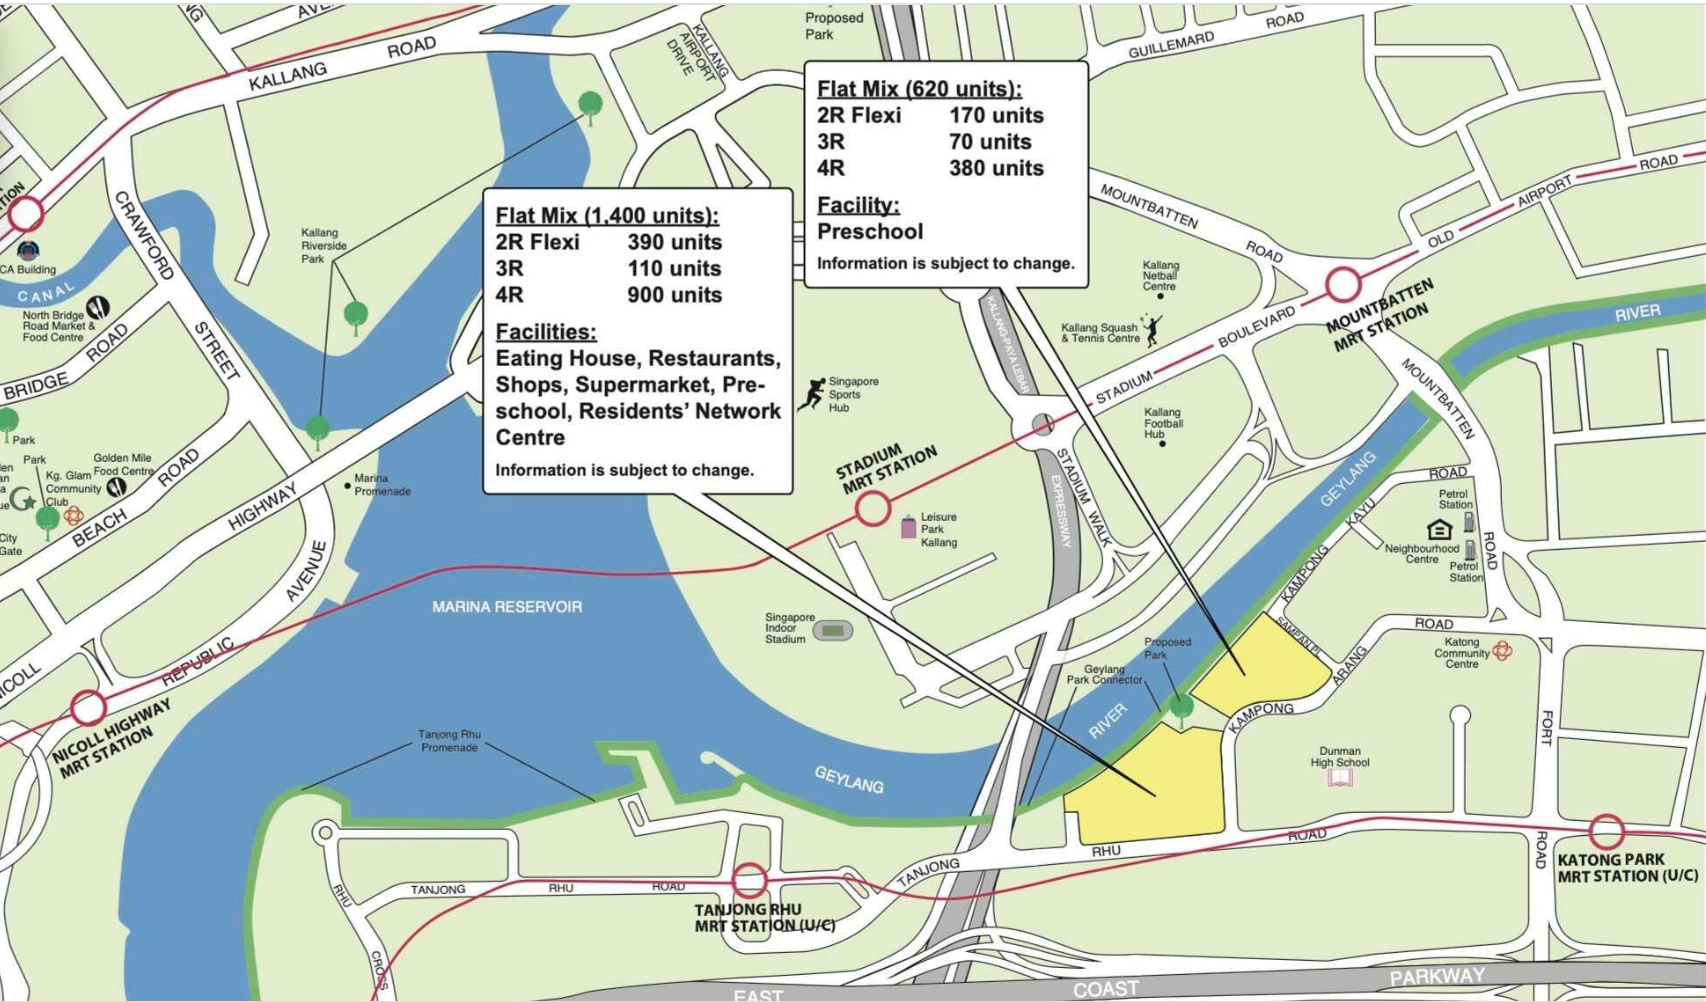 KALLANG
ROAD
KALLANG
AIRPORT
DRIVE
Proposed
Park
GUILLEMARD
ROAD
Flat Mix (620 units):
2R Flexi 170 units
3R 70 units
4R 380 units
Facility:
Preschool
Information is subject to change.
Flat Mix (1,400 units):
2R Flexi 390 units
3R 110 units
4R 900 units
Facilities:
Eating House, Restaurants,
Shops, Supermarket, Pre-
school, Residents’ Network
Centre
Information is subject to change.
MOUNTBATTEN
ROAD
OLD
AIRPORT
ROAD
MOUNTBATTEN
MRT STATION
RIVER
CRAWFORD
STREET
Kallang
Riverside
Park
CA Building
CANAL
North Bridge
Road Market &
Food Centre
BRIDGE
ROAD
Park
Park
Kg. Glam
Community
Club
Golden Mile
Food Centre
City
Gate
BEACH
ROAD
NICOLL
HIGHWAY
AVENUE
REPUBLIC
Marina
Promenade
Kallang
Netball
Centre
Kallang Squash
& Tennis Centre
KALLANG-PAYA LEBAR
EXPRESSWAY
STADIUM
BOULEVARD
Singapore
Sports
Hub
Kallang
Football
Hub
STADIUM
MRT STATION
STADIUM WALK
Leisure
Park
Kallang
Singapore
Indoor
Stadium
MARINA RESERVOIR
NICOLL HIGHWAY
MRT STATION
Tanjong Rhu
Promenade
GEYLANG
RIVER
GEYLANG
MOUNTBATTEN
ROAD
KAMPONG
KAYU
ROAD
Petrol
Station
Neighbourhood
Centre
Petrol
Station
SAMPAN PL
Proposed
Park
Geylang
Park Connector
KAMPONG
ARANG
ROAD
Katong
Community
Centre
Dunman
High School
FORT
ROAD
TANJONG
RHU
ROAD
KATONG PARK
MRT STATION (U/C)
TANJONG
RHU
ROAD
TANJONG RHU
MRT STATION (U/C)
RHU
CROSS
EAST
COAST
PARKWAY